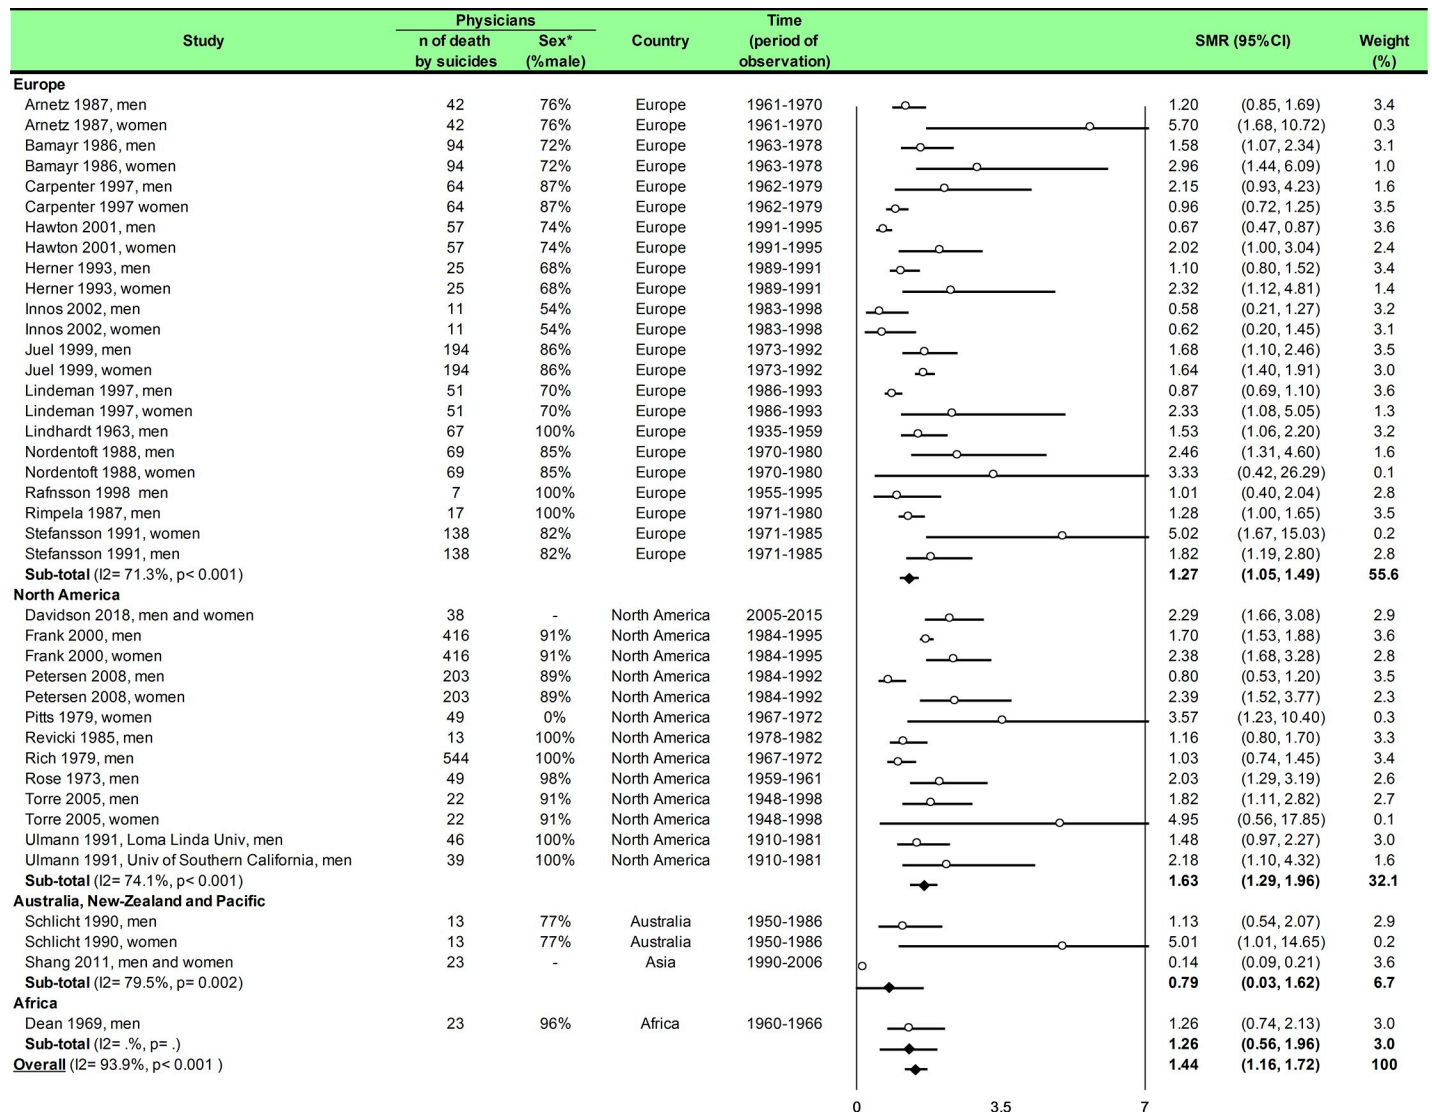 Physicians Time
Study n of death Sex* Country (period of SMR (95%CI) Weight
by suicides (%male) observation) (%)
Europe
Arnetz 1987, men 42 76% Europe 1961-1970 1.20 (0.85, 1.69) 3.4
Arnetz 1987, women 42 76% Europe 1961-1970 5.70 (1.68, 10.72) 0.3
Bamayr 1986, men 94 72% Europe 1963-1978 1.58 (1.07, 2.34) 3.1
Bamayr 1986, women 94 72% Europe 1963-1978 2.96 (1.44, 6.09) 1.0
Carpenter 1997, men 64 87% Europe 1962-1979 2.15 (0.93, 4.23) 1.6
Carpenter 1997 women 64 87% Europe 1962-1979 0.96 (0.72, 1.25) 3.5
Hawton 2001, men 57 74% Europe 1991-1995 0.67 (0.47, 0.87) 3.6
Hawton 2001, women 57 74% Europe 1991-1995 2.02 (1.00, 3.04) 2.4
Herner 1993, men 25 68% Europe 1989-1991 1.10 (0.80, 1.52) 3.4
Herner 1993, women 25 68% Europe 1989-1991 2.32 (1.12, 4.81) 1.4
Innos 2002, men 11 54% Europe 1983-1998 0.58 (0.21, 1.27) 3.2
Innos 2002, women 11 54% Europe 1983-1998 0.62 (0.20, 1.45) 3.1
Juel 1999, men 194 86% Europe 1973-1992 1.68 (1.10, 2.46) 3.5
Juel 1999, women 194 86% Europe 1973-1992 1.64 (1.40, 1.91) 3.0
Lindeman 1997, men 51 70% Europe 1986-1993 0.87 (0.69, 1.10) 3.6
Lindeman 1997, women 51 70% Europe 1986-1993 2.33 (1.08, 5.05) 1.3
Lindhardt 1963, men 67 100% Europe 1935-1959 1.53 (1.06, 2.20) 3.2
Nordentoft 1988, men 69 85% Europe 1970-1980 2.46 (1.31, 4.60) 1.6
Nordentoft 1988, women 69 85% Europe 1970-1980 3.33 (0.42, 26.29) 0.1
Rafnsson 1998 men 7 100% Europe 1955-1995 1.01 (0.40, 2.04) 2.8
Rimpela 1987, men 17 100% Europe 1971-1980 1.28 (1.00, 1.65) 3.5
Stefansson 1991, women 138 82% Europe 1971-1985 5.02 (1.67, 15.03) 0.2
Stefansson 1991, men 138 82% Europe 1971-1985 1.82 (1.19, 2.80) 2.8
Sub-total (I2= 71.3%, p< 0.001) 1.27 (1.05, 1.49) 55.6
North America
Davidson 2018, men and women 38 - North America 2005-2015 2.29 (1.66, 3.08) 2.9
Frank 2000, men 416 91% North America 1984-1995 1.70 (1.53, 1.88) 3.6
Frank 2000, women 416 91% North America 1984-1995 2.38 (1.68, 3.28) 2.8
Petersen 2008, men 203 89% North America 1984-1992 0.80 (0.53, 1.20) 3.5
Petersen 2008, women 203 89% North America 1984-1992 2.39 (1.52, 3.77) 2.3
Pitts 1979, women 49 0% North America 1967-1972 3.57 (1.23, 10.40) 0.3
Revicki 1985, men 13 100% North America 1978-1982 1.16 (0.80, 1.70) 3.3
Rich 1979, men 544 100% North America 1967-1972 1.03 (0.74, 1.45) 3.4
Rose 1973, men 49 98% North America 1959-1961 2.03 (1.29, 3.19) 2.6
Torre 2005, men 22 91% North America 1948-1998 1.82 (1.11, 2.82) 2.7
Torre 2005, women 22 91% North America 1948-1998 4.95 (0.56, 17.85) 0.1
Ulmann 1991, Loma Linda Univ, men 46 100% North America 1910-1981 1.48 (0.97, 2.27) 3.0
Ulmann 1991, Univ of Southern California, men 39 100% North America 1910-1981 2.18 (1.10, 4.32) 1.6
Sub-total (I2= 74.1%, p< 0.001) 1.63 (1.29, 1.96) 32.1
Australia, New-Zealand and Pacific
Schlicht 1990, men 13 77% Australia 1950-1986 1.13 (0.54, 2.07) 2.9
Schlicht 1990, women 13 77% Australia 1950-1986 5.01 (1.01, 14.65) 0.2
Shang 2011, men and women 23 - Asia 1990-2006 0.14 (0.09, 0.21) 3.6
Sub-total (I2= 79.5%, p= 0.002) 0.79 (0.03, 1.62) 6.7
Africa
Dean 1969, men 23 96% Africa 1960-1966 1.26 (0.74, 2.13) 3.0
Sub-total (I2= .%, p= .) 1.26 (0.56, 1.96) 3.0
Overall (I2= 93.9%, p< 0.001 ) 1.44 (1.16, 1.72) 100
0 3.5 7